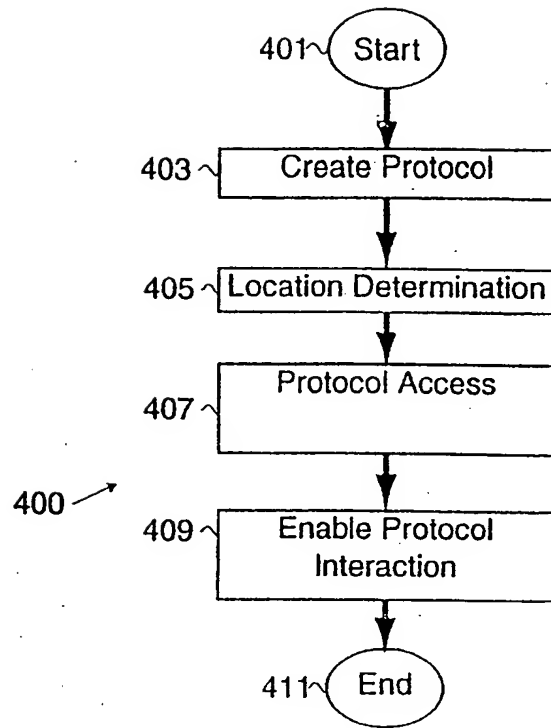 401 Start
403 Create Protocol
405 Location Determination
Protocol Access
407
400
409 Enable Protocol
Interaction
411 End